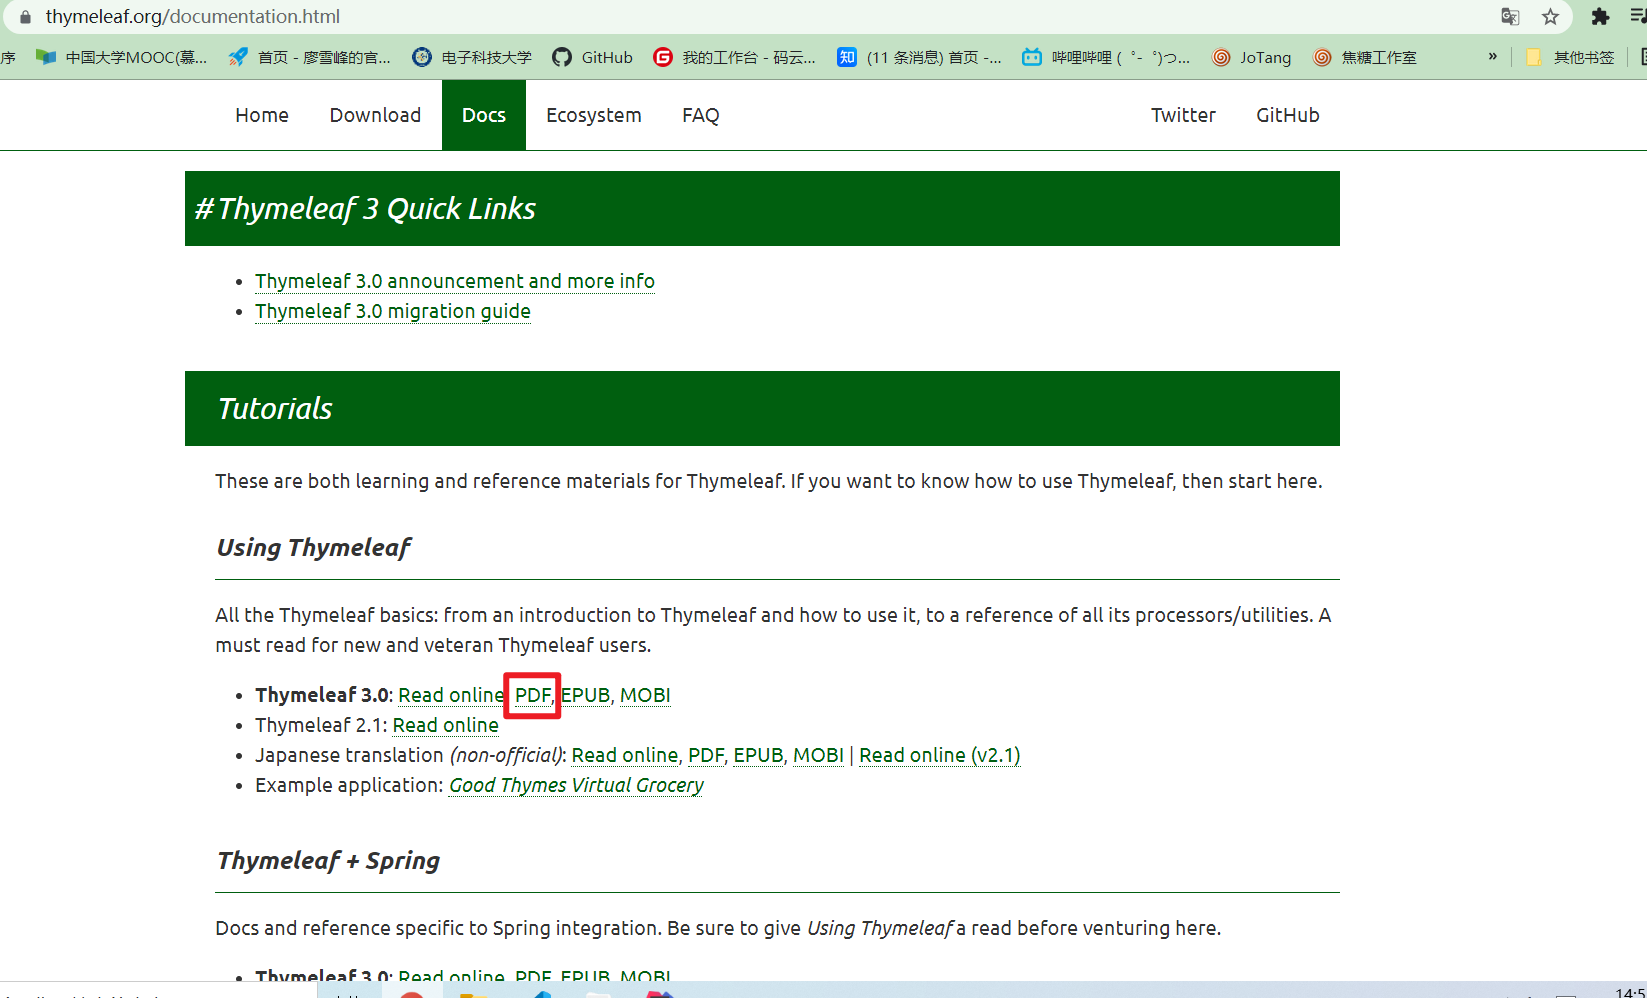 thymeleaf.org/documentation.html
序 中国大学MOOC(慕... 首页 - 廖雪峰的官... 电子科技大学 GitHub 我的工作台 - 码云... 知 (11 条消息) 首页 -... 哔哩哔哩 ( ゜- ゜)つ... JoTang 焦糖工作室 » 其他书签
Home Download Docs Ecosystem FAQ Twitter GitHub
#Thymeleaf 3 Quick Links
• Thymeleaf 3.0 announcement and more info
• Thymeleaf 3.0 migration guide
Tutorials
These are both learning and reference materials for Thymeleaf. If you want to know how to use Thymeleaf, then start here.
Using Thymeleaf
All the Thymeleaf basics: from an introduction to Thymeleaf and how to use it, to a reference of all its processors/utilities. A
must read for new and veteran Thymeleaf users.
• Thymeleaf 3.0: Read online, PDF, EPUB, MOBI
• Thymeleaf 2.1: Read online
• Japanese translation (non-official): Read online, PDF, EPUB, MOBI | Read online (v2.1)
• Example application: Good Thymes Virtual Grocery
Thymeleaf + Spring
Docs and reference specific to Spring integration. Be sure to give Using Thymeleaf a read before venturing here.
• Thymeleaf 3.0: Read online, PDF, EPUB, MOBI
14:5